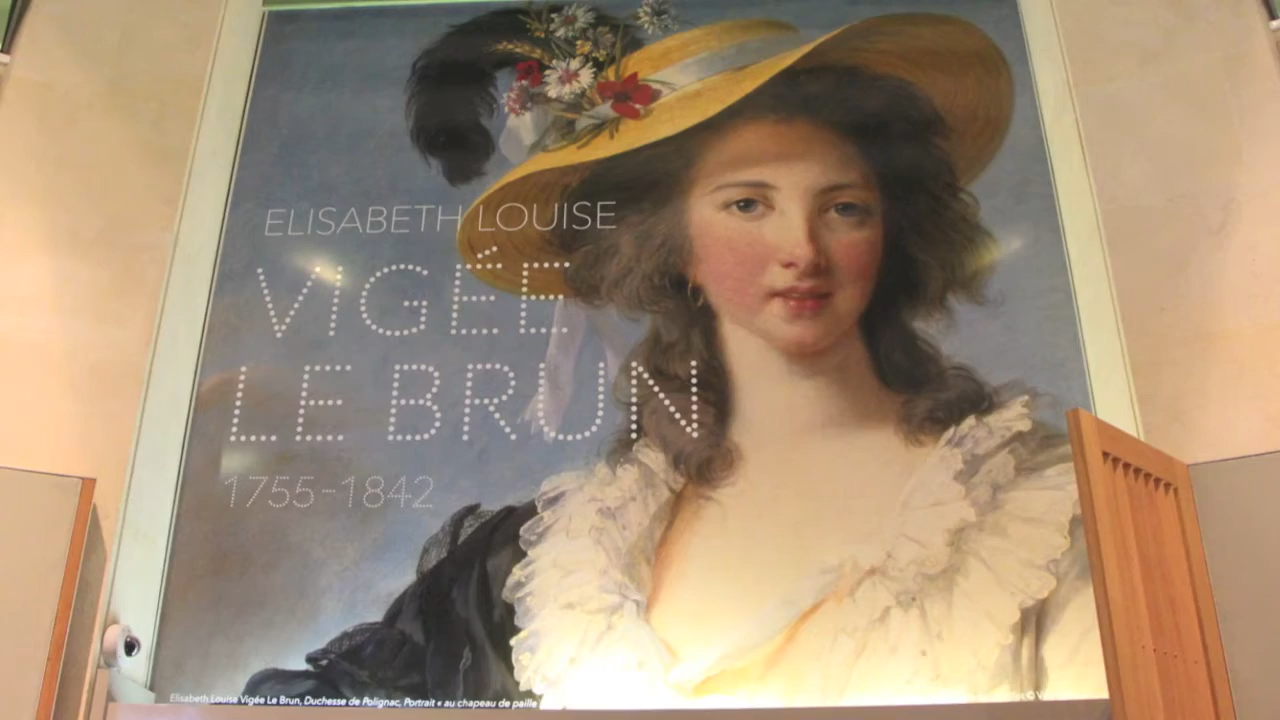 ELISABETH LOUISE
VIGÉE
LE BRUN
1755-1842
Elisabeth Louise Vigée Le Brun, Duchesse de Polignac, Portrait « au chapeau de paille